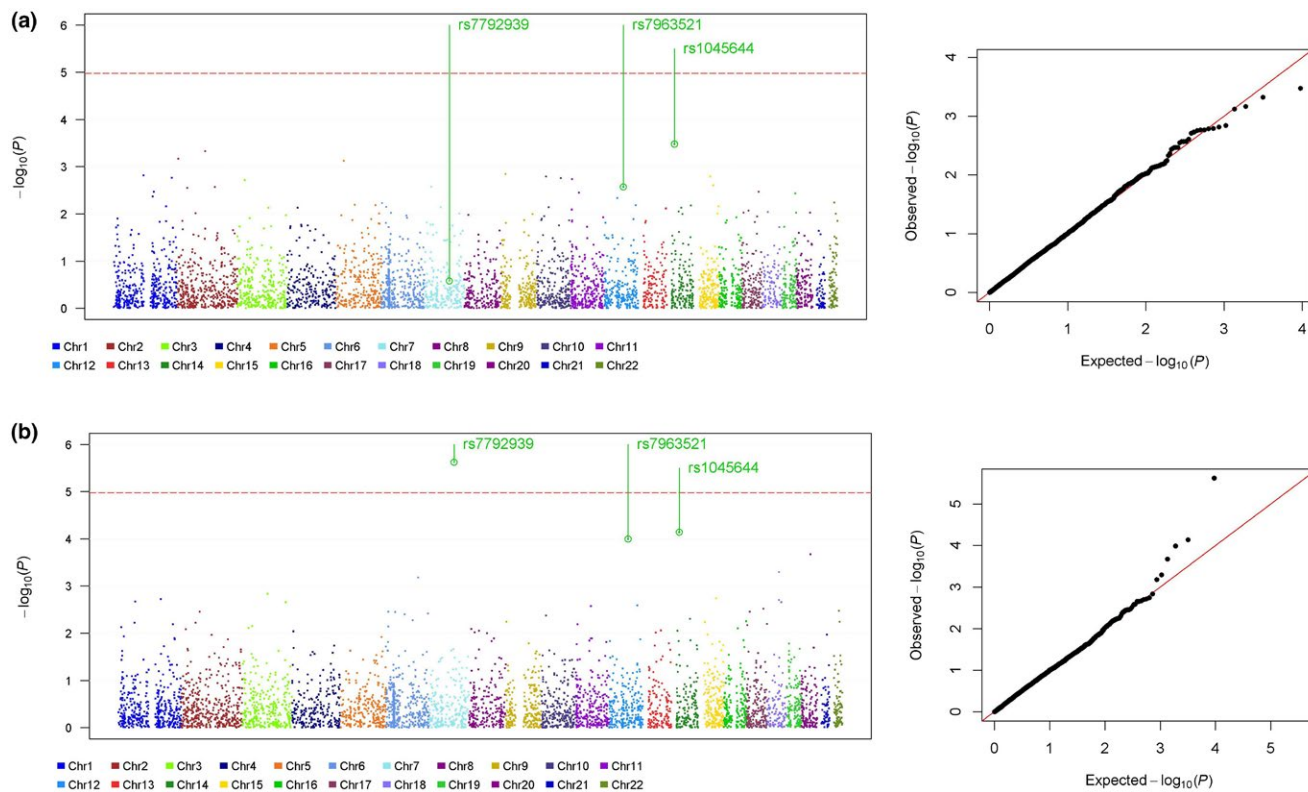 (a)
rs7792939
rs7963521
rs1045644
6
5
4
3
2
1
0
−log10(P)
Chr1 Chr2 Chr3 Chr4 Chr5 Chr6 Chr7 Chr8 Chr9 Chr10 Chr11
Chr12 Chr13 Chr14 Chr15 Chr16 Chr17 Chr18 Chr19 Chr20 Chr21 Chr22
4
3
2
1
0
Observed − log10(P)
0 1 2 3 4
Expected − log10(P)
(b)
rs7792939
rs7963521
rs1045644
6
5
4
3
2
1
0
−log10(P)
Chr1 Chr2 Chr3 Chr4 Chr5 Chr6 Chr7 Chr8 Chr9 Chr10 Chr11
Chr12 Chr13 Chr14 Chr15 Chr16 Chr17 Chr18 Chr19 Chr20 Chr21 Chr22
5
4
3
2
1
0
Observed − log10(P)
0 1 2 3 4 5
Expected − log10(P)